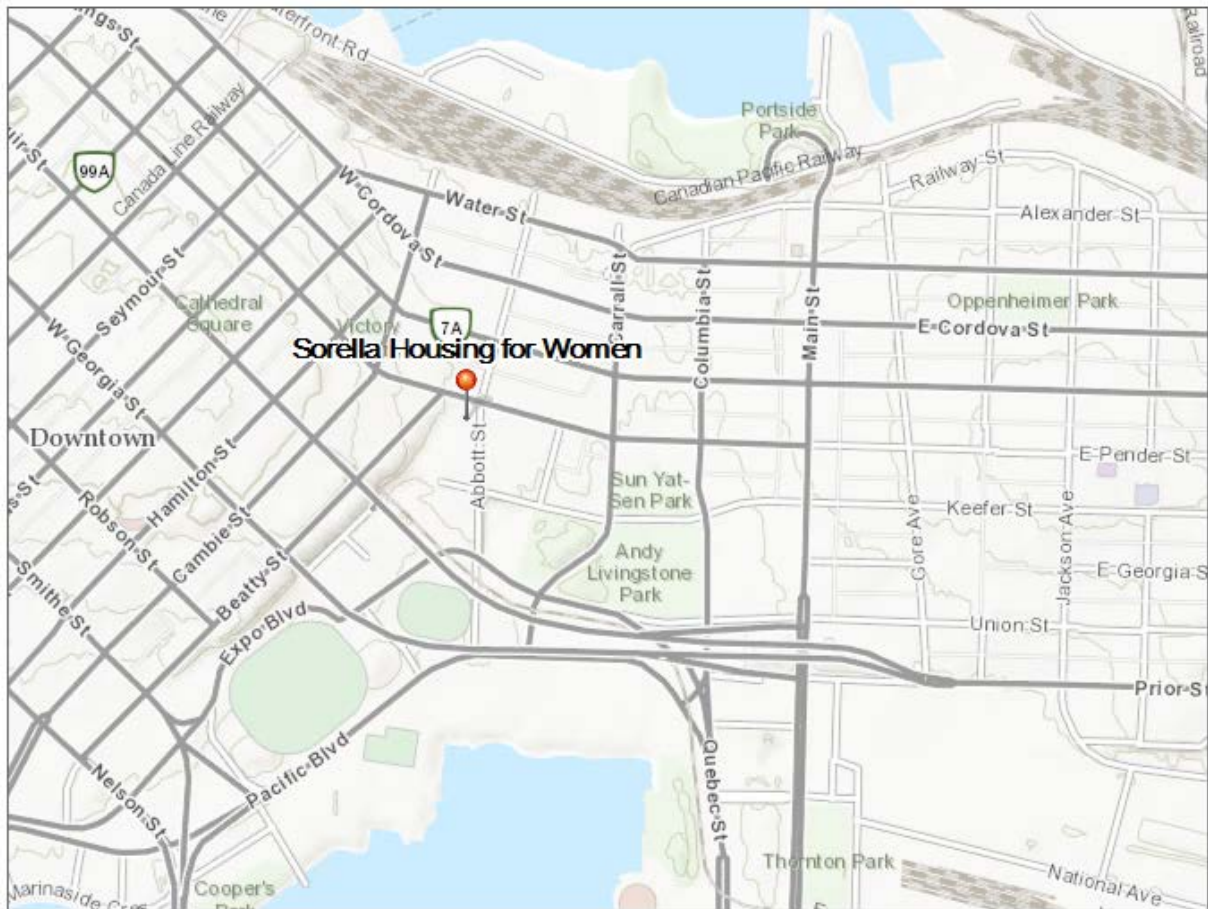 ings St
Waterfront Rd
Railroad
Portside
Park
99A
Canada Line Railway
Canadian Pacific Railway
Railway St
W Cordova St
Water St
Alexander St
Seymour St
Cathedral
Square
Victory
7A
Carrall St
Columbia St
Main St
Oppenheimer Park
E Cordova St
Sorella Housing for Women
W Georgia St
Downtown
Hamilton St
Abbott St
E Pender St
Sun Yat-
Sen Park
Keefer St
Robson St
Cambie St
Gore Ave
Jackson Ave
Andy
Livingstone
Park
E Georgia S
Smithe St
Beatty St
Expo Blvd
Union St
Prior St
Nelson St
Pacific Blvd
Quebec St
Thornton Park
National Ave
Marinaside
Cooper's